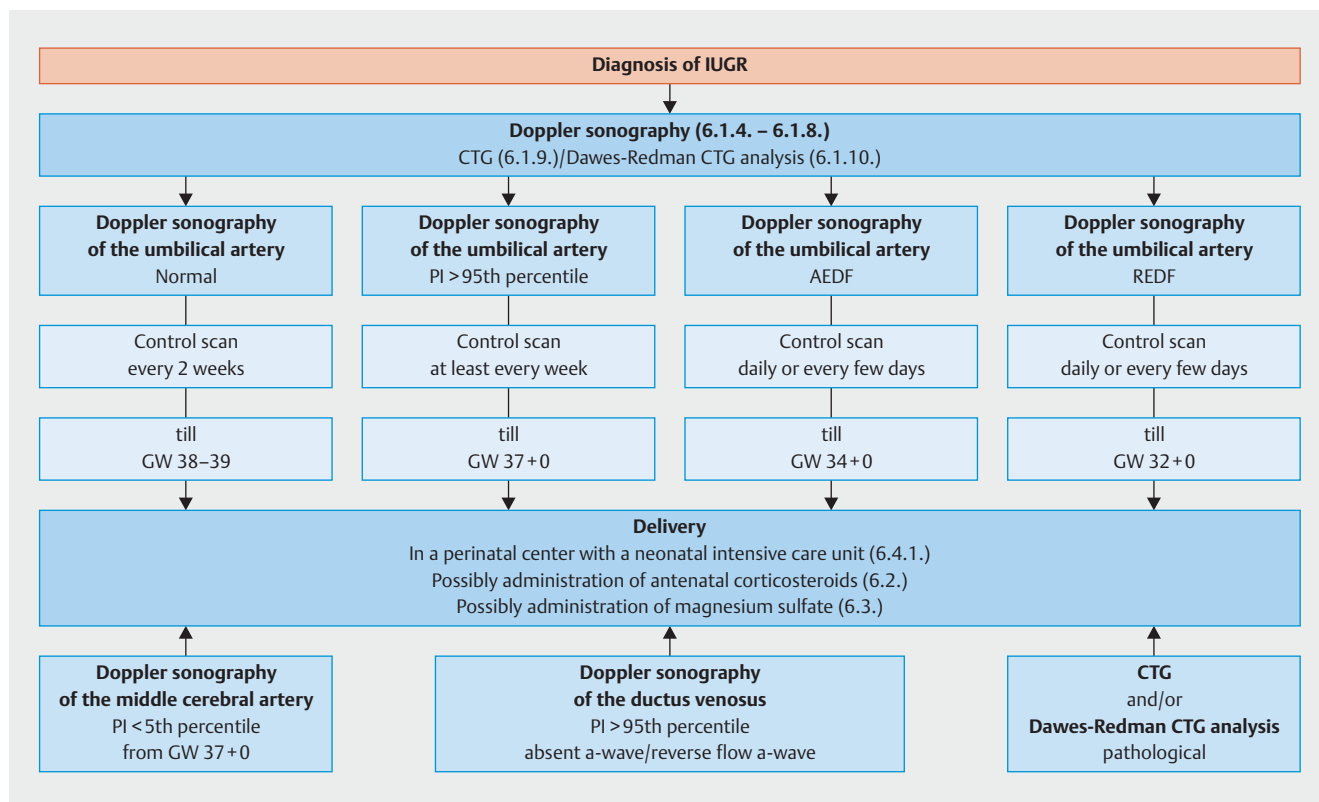 Diagnosis of IUGR
Doppler sonography (6.1.4. – 6.1.8.)
CTG (6.1.9.)/Dawes-Redman CTG analysis (6.1.10.)
Doppler sonography
of the umbilical artery
Normal
Doppler sonography
of the umbilical artery
PI > 95th percentile
Doppler sonography
of the umbilical artery
AEDF
Doppler sonography
of the umbilical artery
REDF
Control scan
every 2 weeks
Control scan
at least every week
Control scan
daily or every few days
Control scan
daily or every few days
till
GW 38–39
till
GW 37+0
till
GW 34+0
till
GW 32+0
Delivery
In a perinatal center with a neonatal intensive care unit (6.4.1.)
Possibly administration of antenatal corticosteroids (6.2.)
Possibly administration of magnesium sulfate (6.3.)
Doppler sonography
of the middle cerebral artery
PI < 5th percentile
from GW 37+0
Doppler sonography
of the ductus venosus
PI > 95th percentile
absent a-wave/reverse flow a-wave
CTG
and/or
Dawes-Redman CTG analysis
pathological